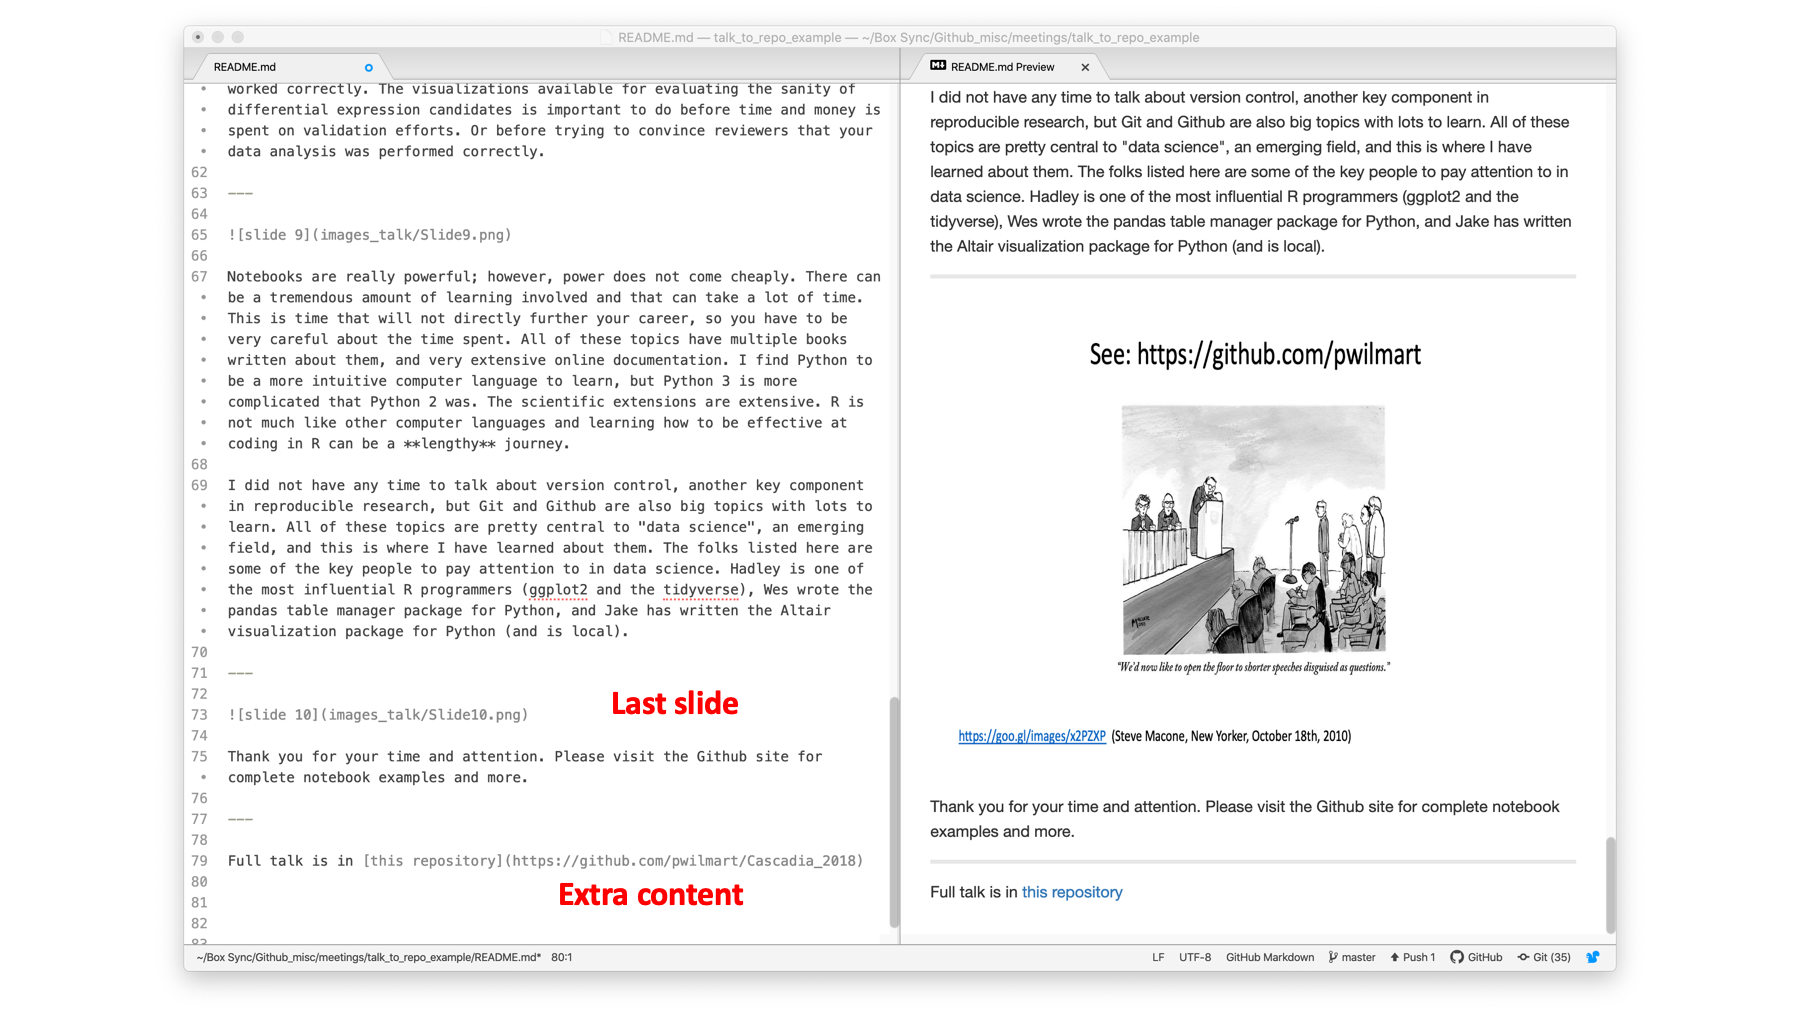 README.md — talk_to_repo_example — ~/Box Sync/Github_misc/meetings/talk_to_repo_example
README.md
worked correctly. The visualizations available for evaluating the sanity of
differential expression candidates is important to do before time and money is
spent on validation efforts. Or before trying to convince reviewers that your
data analysis was performed correctly.
62
63 ---
64
65 ![slide 9](images_talk/Slide9.png)
66
67 Notebooks are really powerful; however, power does not come cheaply. There can
be a tremendous amount of learning involved and that can take a lot of time.
This is time that will not directly further your career, so you have to be
very careful about the time spent. All of these topics have multiple books
written about them, and very extensive online documentation. I find Python to
be a more intuitive computer language to learn, but Python 3 is more
complicated that Python 2 was. The scientific extensions are extensive. R is
not much like other computer languages and learning how to be effective at
coding in R can be a **lengthy** journey.
68
69 I did not have any time to talk about version control, another key component
in reproducible research, but Git and Github are also big topics with lots to
learn. All of these topics are pretty central to "data science", an emerging
field, and this is where I have learned about them. The folks listed here are
some of the key people to pay attention to in data science. Hadley is one of
the most influential R programmers (ggplot2 and the tidyverse), Wes wrote the
pandas table manager package for Python, and Jake has written the Altair
visualization package for Python (and is local).
70
71 ---
72
Last slide
73 ![slide 10](images_talk/Slide10.png)
74
75 Thank you for your time and attention. Please visit the Github site for
complete notebook examples and more.
76
77 ---
78
79 Full talk is in [this repository](https://github.com/pwilmart/Cascadia_2018)
80
Extra content
81
82
83
README.md Preview
I did not have any time to talk about version control, another key component in
reproducible research, but Git and Github are also big topics with lots to learn. All of these
topics are pretty central to "data science", an emerging field, and this is where I have
learned about them. The folks listed here are some of the key people to pay attention to in
data science. Hadley is one of the most influential R programmers (ggplot2 and the
tidyverse), Wes wrote the pandas table manager package for Python, and Jake has written
the Altair visualization package for Python (and is local).
See: https://github.com/pwilmart
"We'd now like to open the floor to shorter speeches disguised as questions."
https://goo.gl/images/x2PZXP (Steve Macone, New Yorker, October 18th, 2010)
Thank you for your time and attention. Please visit the Github site for complete notebook
examples and more.
Full talk is in this repository
~/Box Sync/Github_misc/meetings/talk_to_repo_example/README.md* 80:1
LF UTF-8 GitHub Markdown master Push 1 GitHub Git (35)